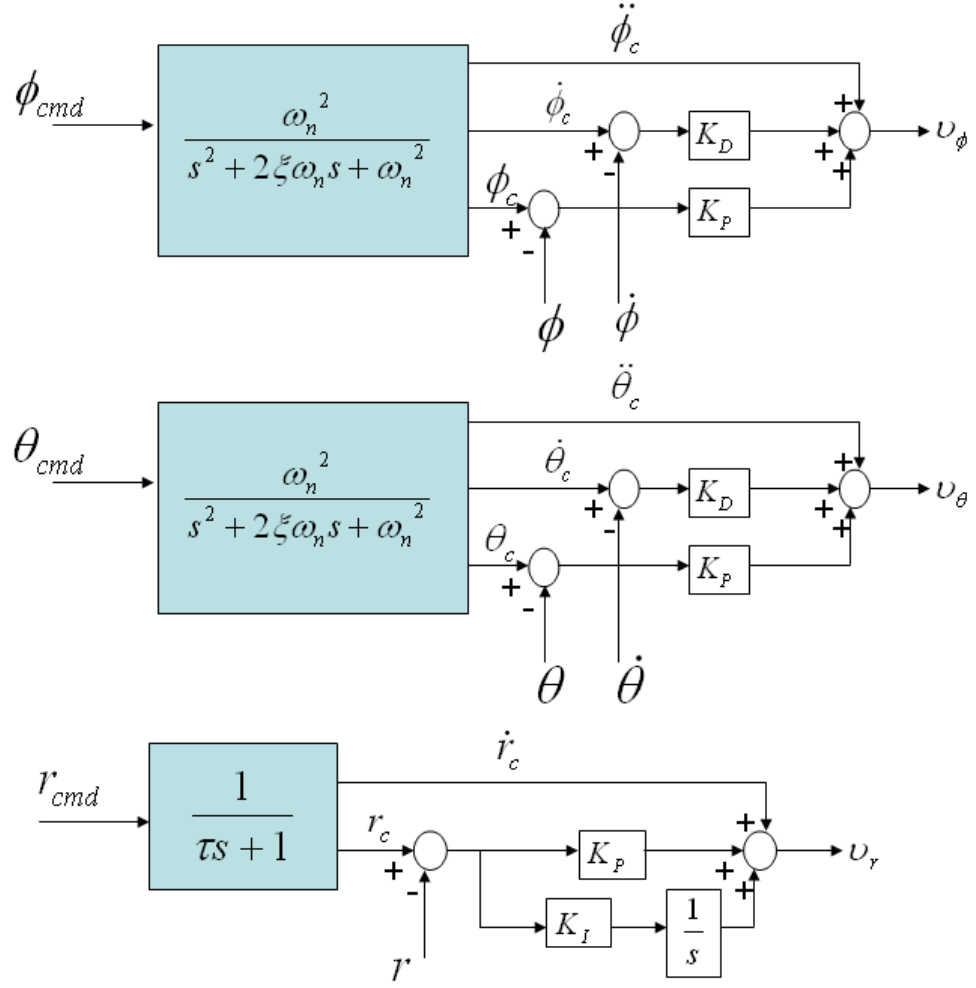 φ̈_c
φ_cmd
ω_n²
s² + 2ξω_n s + ω_n²
φ̇_c
+
-
K_D
+
+
+
υ_φ
φ_c
+
-
K_P
φ
φ̇
θ̈_c
θ_cmd
ω_n²
s² + 2ξω_n s + ω_n²
θ̇_c
+
-
K_D
+
+
+
υ_θ
θ_c
+
-
K_P
θ
θ̇
ṙ_c
r_cmd
1
τs + 1
r_c
+
-
K_P
+
+
+
υ_r
K_I
1
s
r